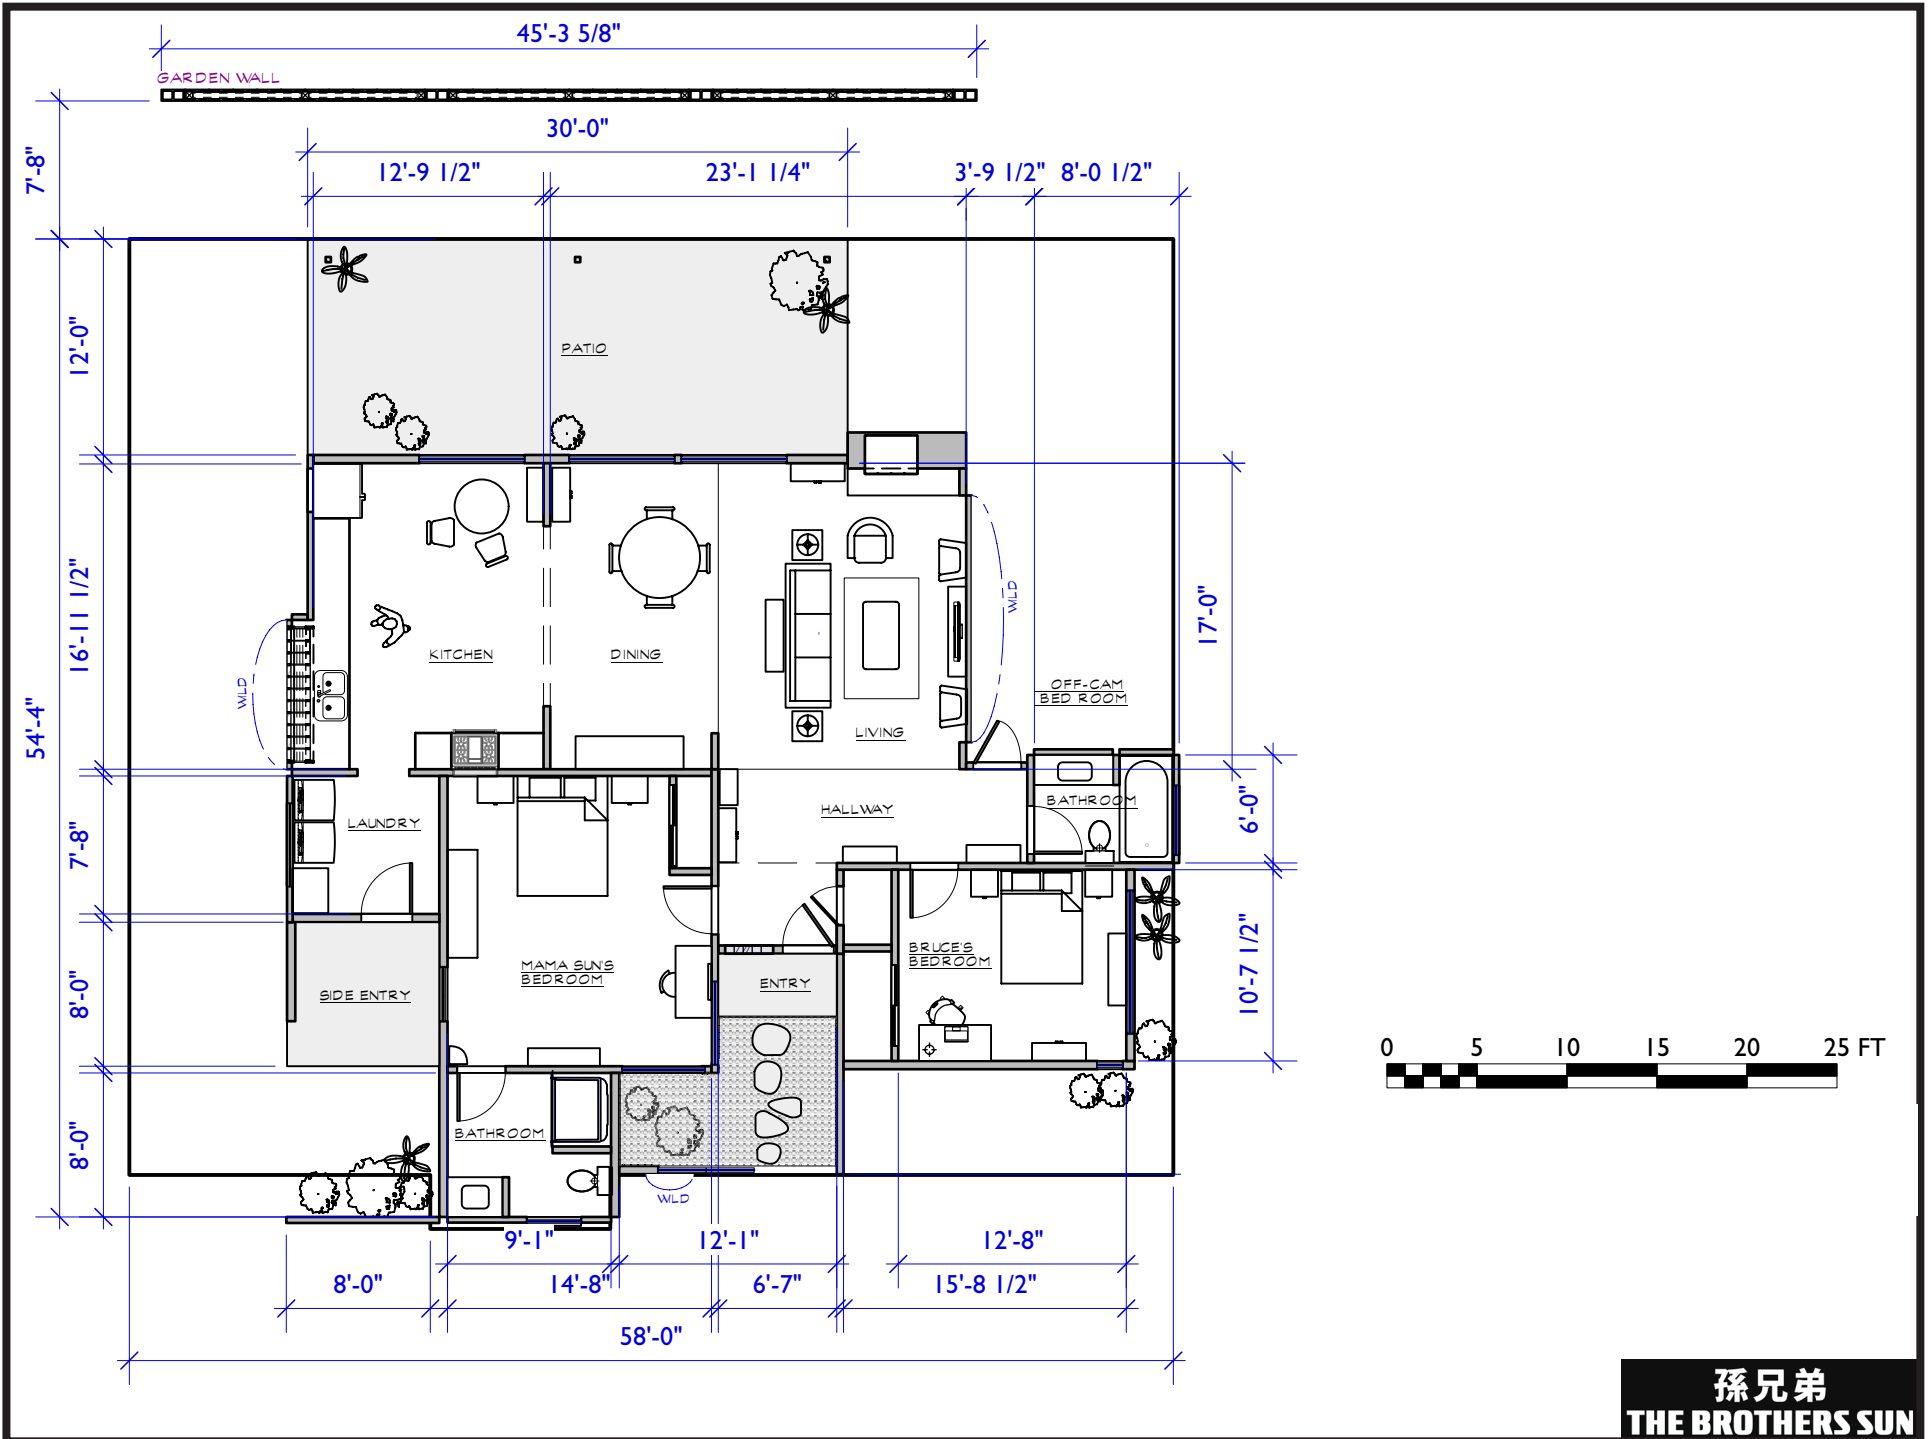 45'-3 5/8"
GARDEN WALL
30'-0"
7'-8"
12'-9 1/2"
23'-1 1/4"
3'-9 1/2"
8'-0 1/2"
12'-0"
PATIO
16'-11 1/2"
17'-0"
WILD
WILD
KITCHEN
DINING
LIVING
OFF-CAM
BED ROOM
54'-4"
HALLWAY
BATHROOM
6'-0"
LAUNDRY
7'-8"
MAMA SUN'S
BEDROOM
BRUCE'S
BEDROOM
10'-7 1/2"
SIDE ENTRY
ENTRY
8'-0"
0 5 10 15 20 25 FT
BATHROOM
8'-0"
WILD
9'-1"
12'-1"
12'-8"
8'-0"
14'-8"
6'-7"
15'-8 1/2"
58'-0"
孫兄弟
THE BROTHERS SUN